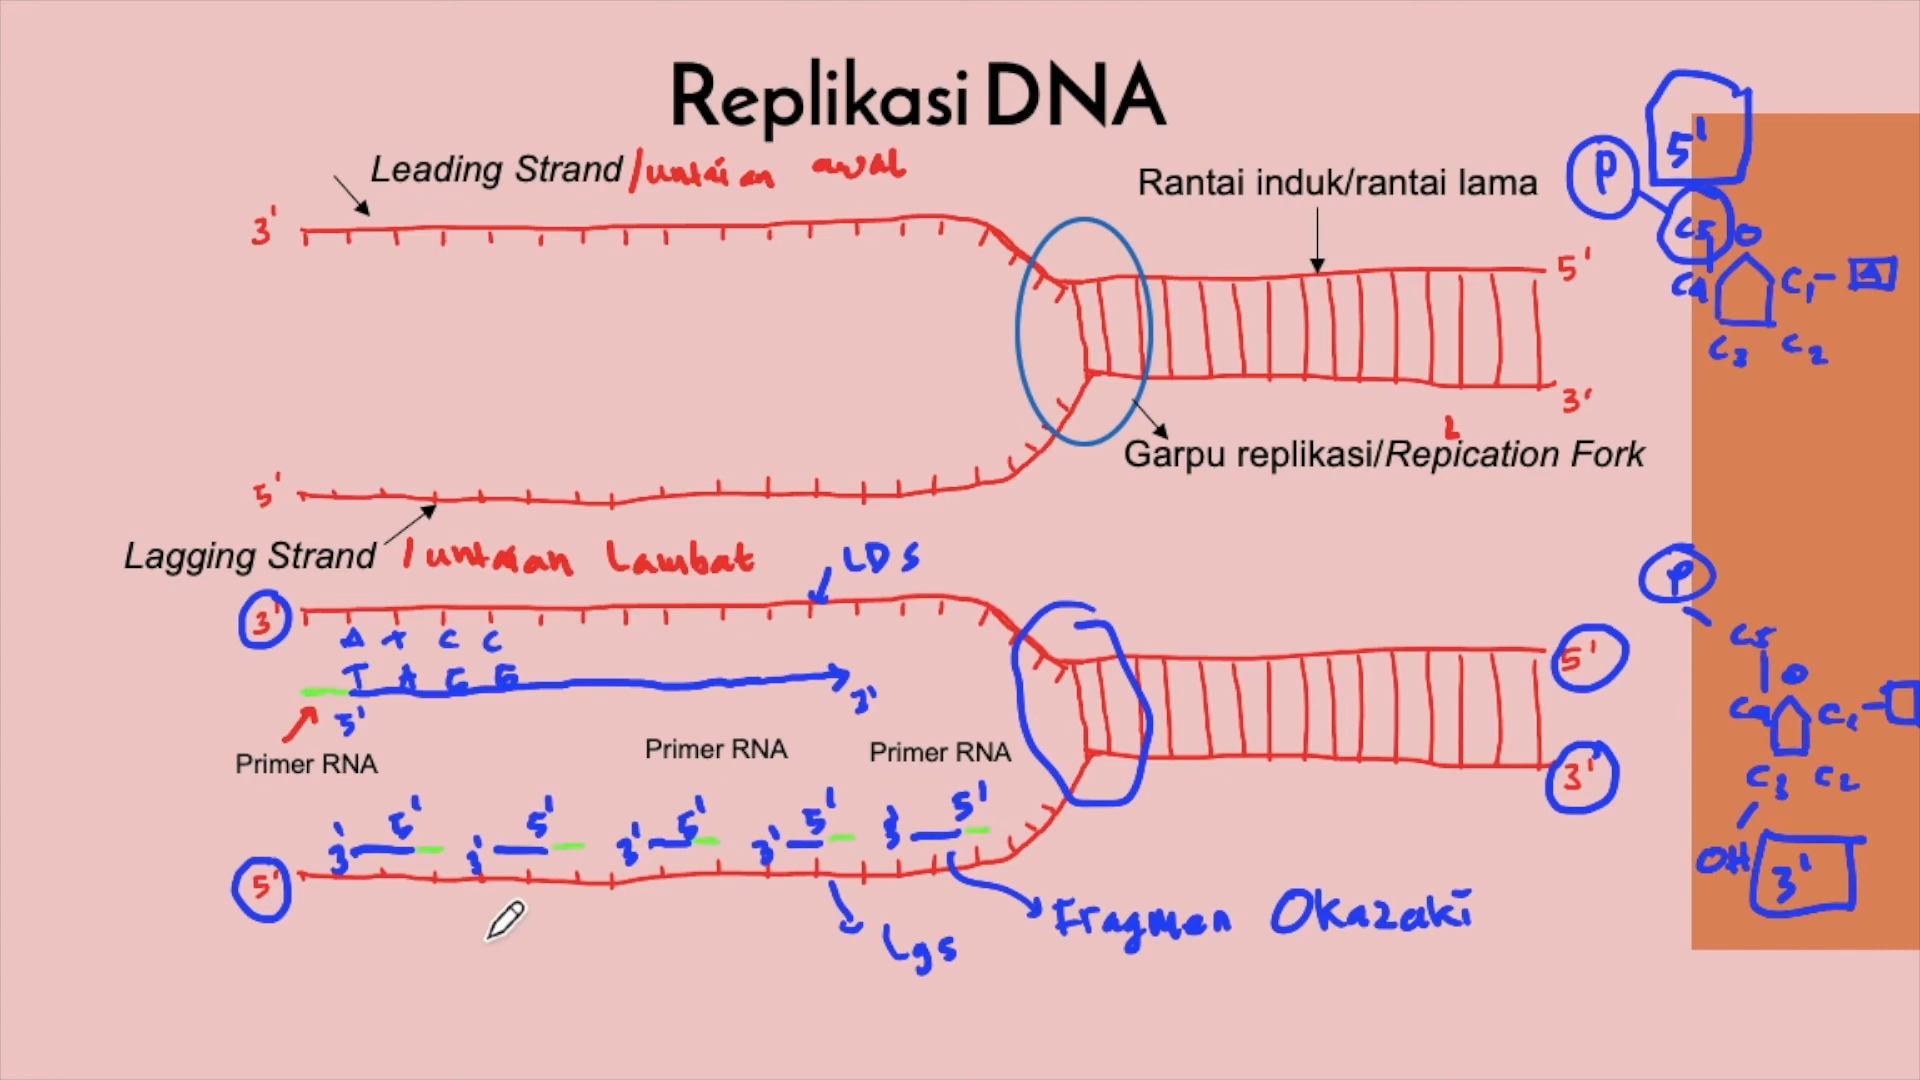 Replikasi DNA
Leading Strand /untaian awal
Rantai induk/rantai lama
3'
5'
3'
5'
Garpu replikasi/Repication Fork
L
Lagging Strand / untaian Lambat
LDS
3'
5'
3'
A T C C
T A G G
5'
3'
Primer RNA
Primer RNA
Primer RNA
3' 5'
3' 5'
3' 5'
3' 5'
3' 5'
5'
Lgs
Fragmen Okazaki
5'
P
C5
O
C4
C1
A
C3
C2
P
C5
O
C4
C1
C3
C2
OH
3'